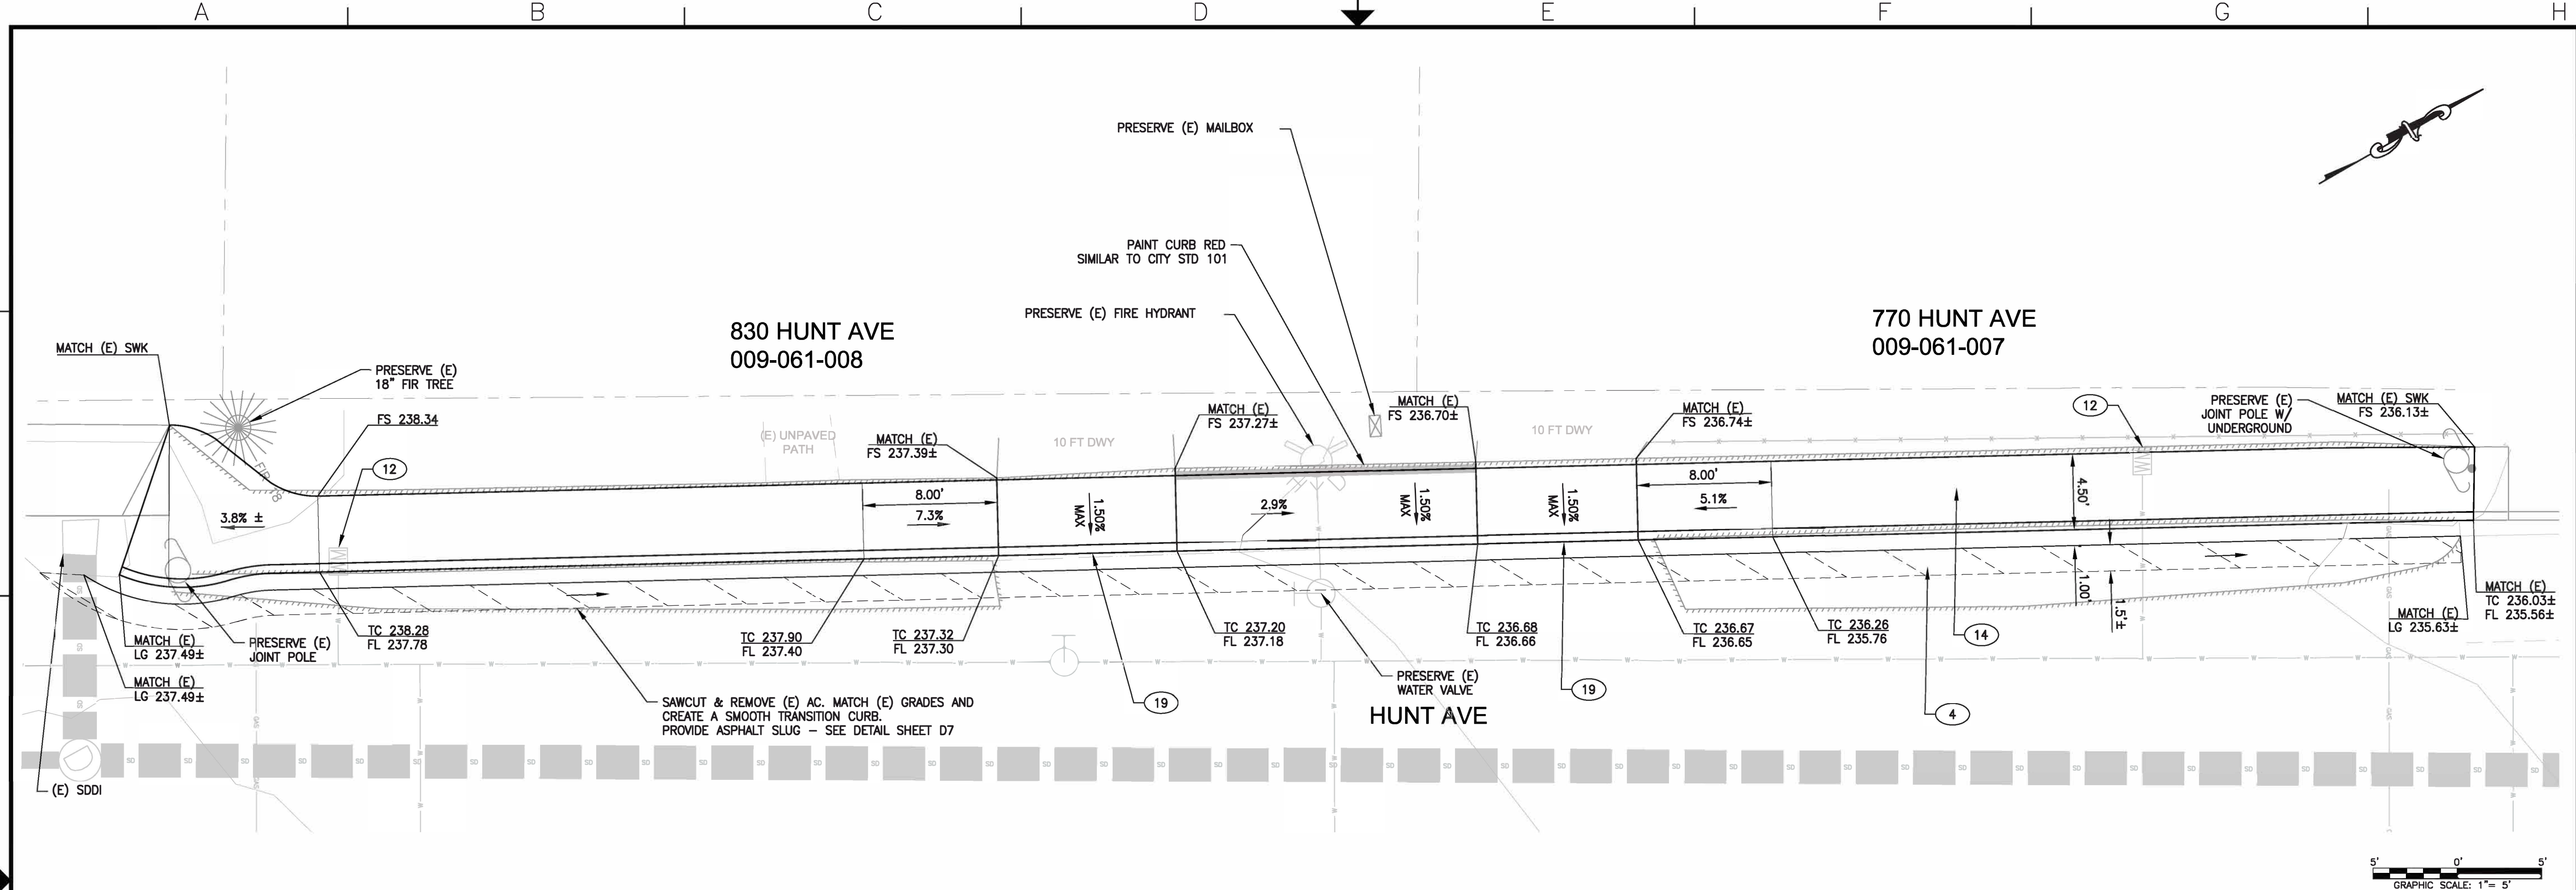 A
B
C
D
E
F
G
H
PRESERVE (E) MAILBOX
PAINT CURB RED
SIMILAR TO CITY STD 101
PRESERVE (E) FIRE HYDRANT
830 HUNT AVE
009-061-008
770 HUNT AVE
009-061-007
MATCH (E) SWK
PRESERVE (E)
18" FIR TREE
FS 238.34
12
FIR 18
(E) UNPAVED
PATH
MATCH (E)
FS 237.39±
10 FT DWY
MATCH (E)
FS 237.27±
MATCH (E)
FS 236.70±
10 FT DWY
MATCH (E)
FS 236.74±
12
PRESERVE (E)
JOINT POLE W/
UNDERGROUND
MATCH (E) SWK
FS 236.13±
3.8% ±
8.00'
7.3%
1.50%
MAX
2.9%
1.50%
MAX
1.50%
MAX
8.00'
5.1%
4.50'
1.00'
1.5'±
MATCH (E)
LG 237.49±
MATCH (E)
LG 237.49±
PRESERVE (E)
JOINT POLE
TC 238.28
FL 237.78
TC 237.90
FL 237.40
TC 237.32
FL 237.30
TC 237.20
FL 237.18
TC 236.68
FL 236.66
TC 236.67
FL 236.65
TC 236.26
FL 235.76
14
MATCH (E)
LG 235.63±
MATCH (E)
TC 236.03±
FL 235.56±
SAWCUT & REMOVE (E) AC. MATCH (E) GRADES AND
CREATE A SMOOTH TRANSITION CURB.
PROVIDE ASPHALT SLUG – SEE DETAIL SHEET D7
19
PRESERVE (E)
WATER VALVE
HUNT AVE
19
4
(E) SDDI
5'
0'
5'
GRAPHIC SCALE: 1"= 5'